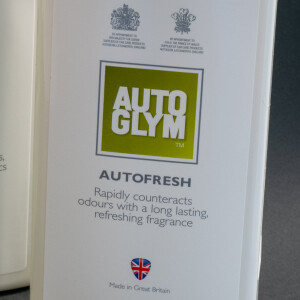 AUTO
GLYM
TM
AUTOFRESH
Rapidly counteracts
odours with a long lasting,
refreshing fragrance
Made in Great Britain